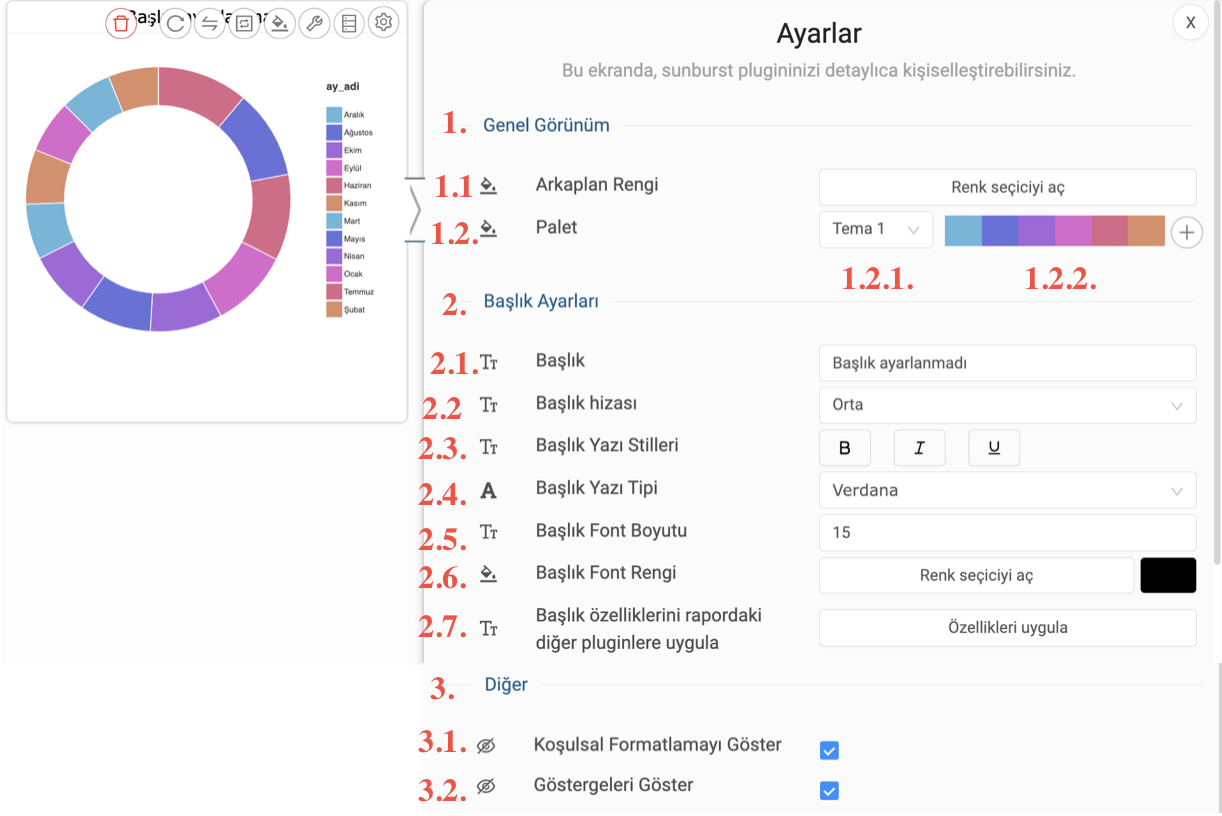 ay_adi
Aralık
Ağustos
Ekim
Eylül
Haziran
Kasım
Mart
Mayıs
Nisan
Ocak
Temmuz
Şubat
Ayarlar
X
Bu ekranda, sunburst plugininizi detaylıca kişiselleştirebilirsiniz.
1. Genel Görünüm
1.1 Arkaplan Rengi Renk seçiciyi aç
1.2. Palet Tema 1
1.2.1. 1.2.2.
2. Başlık Ayarları
2.1. Başlık Başlık ayarlanmadı
2.2 Başlık hizası Orta
2.3. Başlık Yazı Stilleri B I U
2.4. Başlık Yazı Tipi Verdana
2.5. Başlık Font Boyutu 15
2.6. Başlık Font Rengi Renk seçiciyi aç
2.7. Başlık özelliklerini rapordaki
diğer pluginlere uygula Özellikleri uygula
3. Diğer
3.1. Koşulsal Formatlamayı Göster
3.2. Göstergeleri Göster